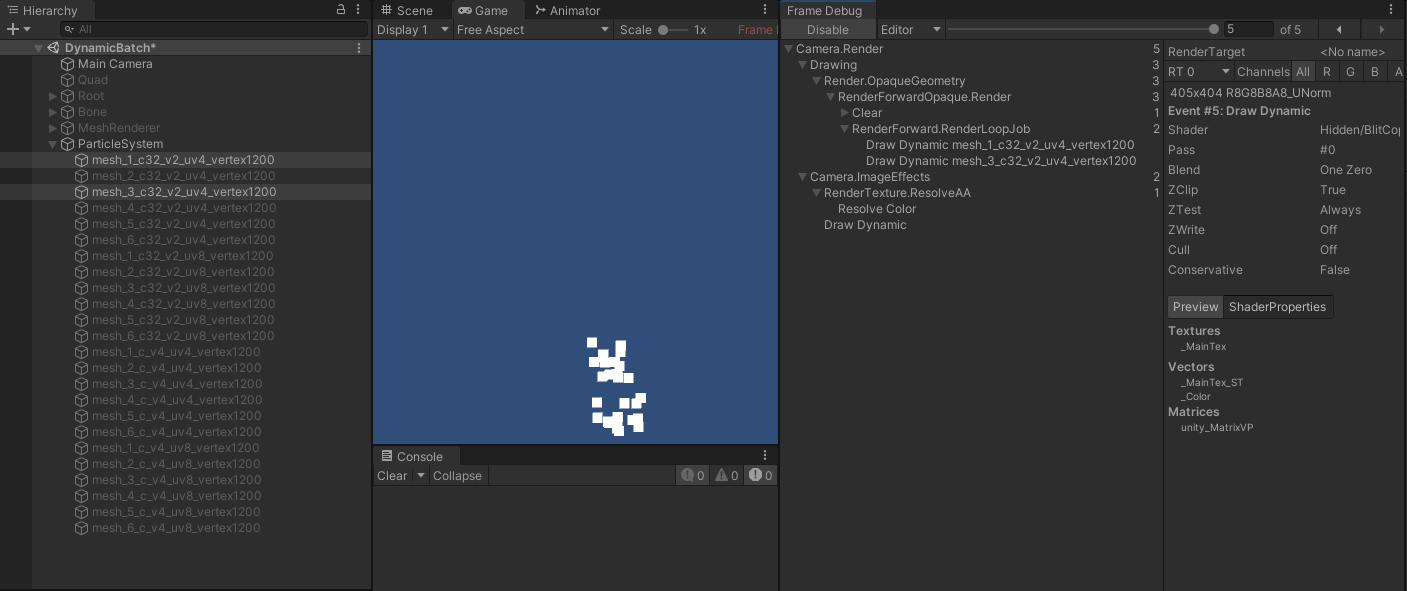 Hierarchy
All
DynamicBatch*
Main Camera
Quad
Root
Bone
MeshRenderer
ParticleSystem
mesh_1_c32_v2_uv4_vertex1200
mesh_2_c32_v2_uv4_vertex1200
mesh_3_c32_v2_uv4_vertex1200
mesh_4_c32_v2_uv4_vertex1200
mesh_5_c32_v2_uv4_vertex1200
mesh_6_c32_v2_uv4_vertex1200
mesh_1_c32_v2_uv8_vertex1200
mesh_2_c32_v2_uv8_vertex1200
mesh_3_c32_v2_uv8_vertex1200
mesh_4_c32_v2_uv8_vertex1200
mesh_5_c32_v2_uv8_vertex1200
mesh_6_c32_v2_uv8_vertex1200
mesh_1_c_v4_uv4_vertex1200
mesh_2_c_v4_uv4_vertex1200
mesh_3_c_v4_uv4_vertex1200
mesh_4_c_v4_uv4_vertex1200
mesh_5_c_v4_uv4_vertex1200
mesh_6_c_v4_uv4_vertex1200
mesh_1_c_v4_uv8_vertex1200
mesh_2_c_v4_uv8_vertex1200
mesh_3_c_v4_uv8_vertex1200
mesh_4_c_v4_uv8_vertex1200
mesh_5_c_v4_uv8_vertex1200
mesh_6_c_v4_uv8_vertex1200
Scene Game Animator
Display 1 Free Aspect Scale 1x Frame
Console
Clear Collapse 0 0 0
Frame Debug
Disable Editor 5 of 5
Camera.Render 5
Drawing 3
Render.OpaqueGeometry 3
RenderForwardOpaque.Render 3
Clear 1
RenderForward.RenderLoopJob 2
Draw Dynamic mesh_1_c32_v2_uv4_vertex1200
Draw Dynamic mesh_3_c32_v2_uv4_vertex1200
Camera.ImageEffects 2
RenderTexture.ResolveAA 1
Resolve Color
Draw Dynamic
RenderTarget <No name>
RT 0 Channels All R G B A
405x404 R8G8B8A8_UNorm
Event #5: Draw Dynamic
Shader Hidden/BlitCop
Pass #0
Blend One Zero
ZClip True
ZTest Always
ZWrite Off
Cull Off
Conservative False
Preview ShaderProperties
Textures
_MainTex
Vectors
_MainTex_ST
_Color
Matrices
unity_MatrixVP